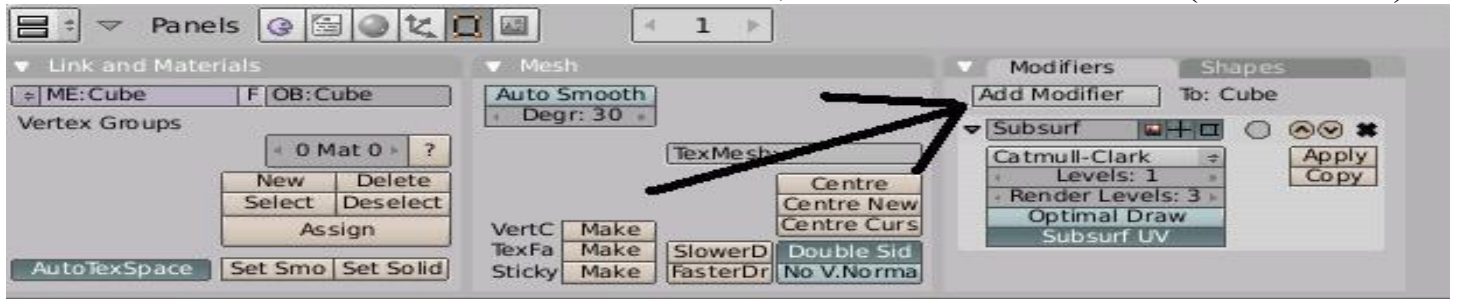 Panels 1
Link and Materials
ME:Cube F OB:Cube
Vertex Groups
0 Mat 0 ?
New Delete
Select Deselect
Assign
AutoTexSpace Set Smo Set Solid
Mesh
Auto Smooth
Degr: 30
TexMesh:
Centre
Centre New
Centre Curs
VertC Make
TexFa Make SlowerD Double Sid
Sticky Make FasterDr No V.Norma
Modifiers Shapes
Add Modifier To: Cube
Subsurf
Catmull-Clark Apply
Levels: 1 Copy
Render Levels: 3
Optimal Draw
Subsurf UV